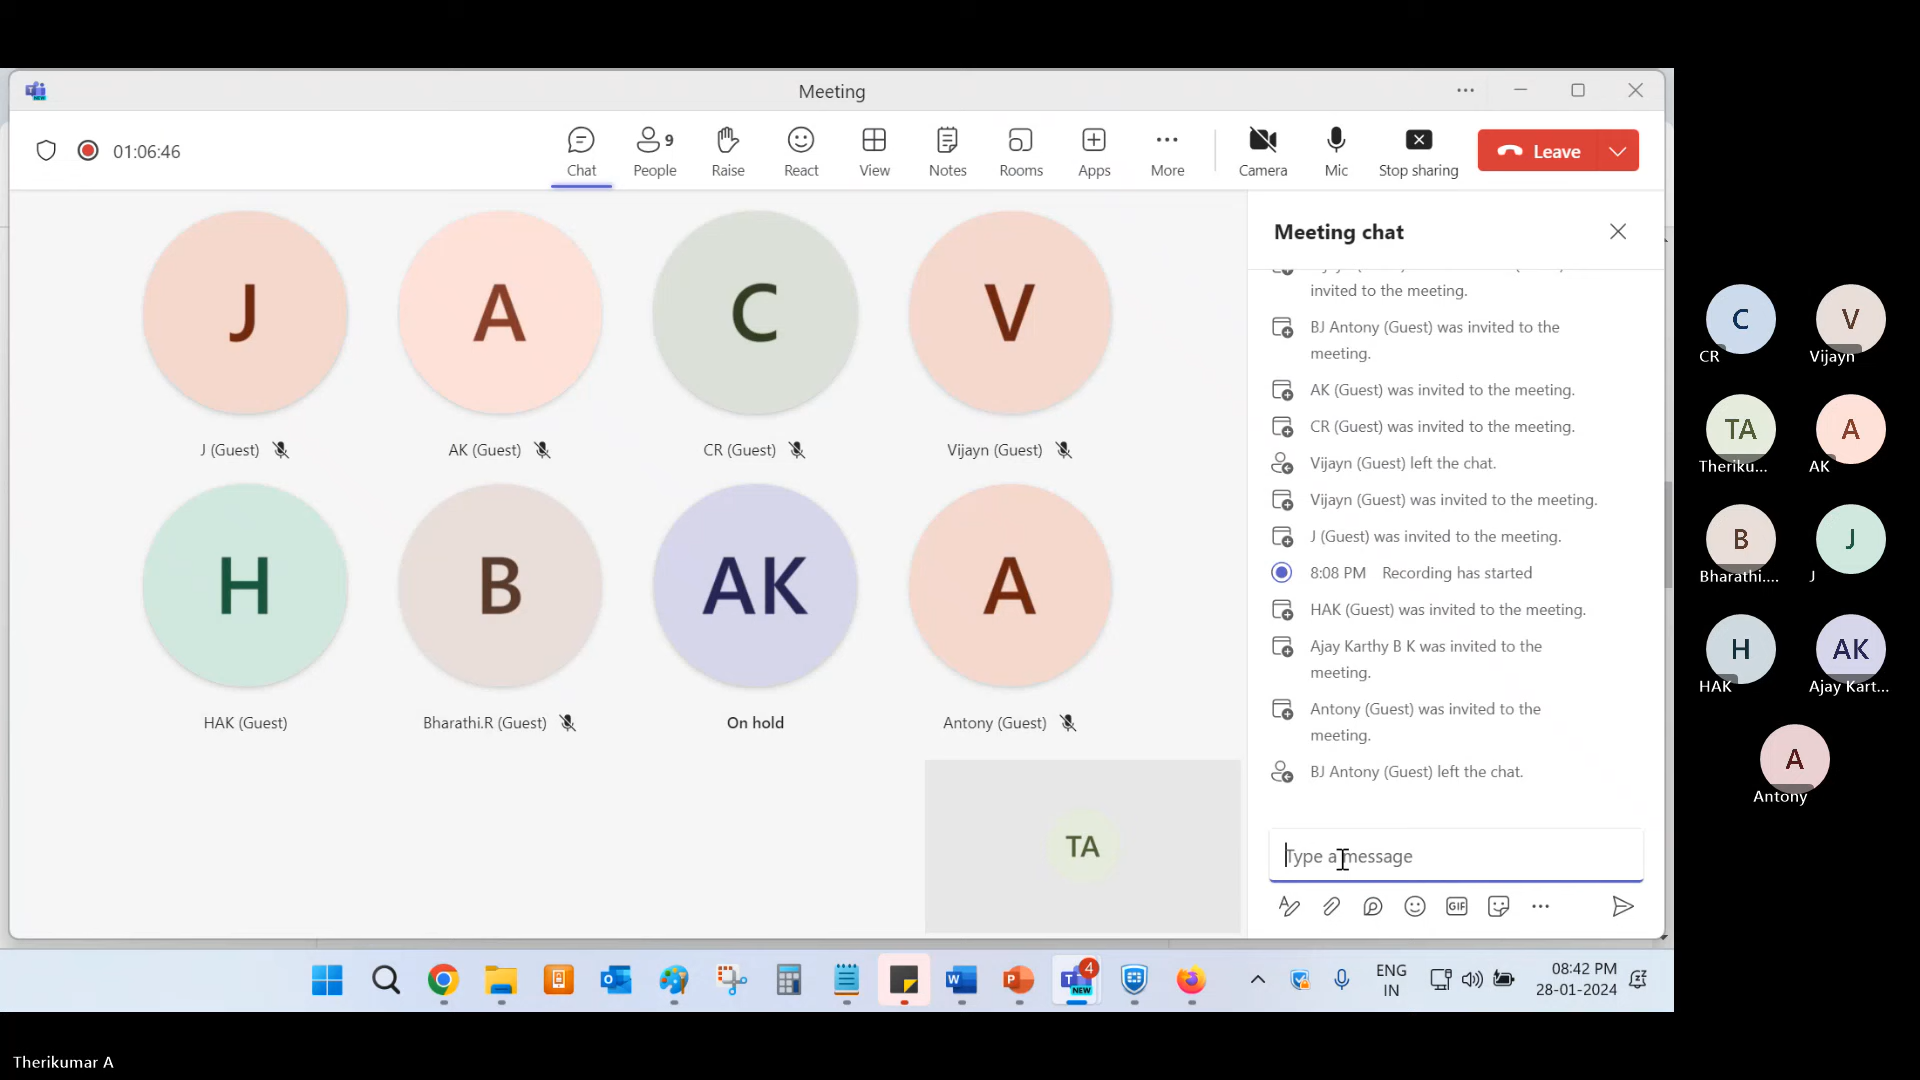 Meeting
01:06:46
Chat
9
People
Raise
React
View
Notes
Rooms
Apps
More
Camera
Mic
Stop sharing
Leave
J
A
C
V
J (Guest)
AK (Guest)
CR (Guest)
Vijayn (Guest)
H
B
AK
A
HAK (Guest)
Bharathi.R (Guest)
On hold
Antony (Guest)
TA
Meeting chat
invited to the meeting.
BJ Antony (Guest) was invited to the
meeting.
AK (Guest) was invited to the meeting.
CR (Guest) was invited to the meeting.
Vijayn (Guest) left the chat.
Vijayn (Guest) was invited to the meeting.
J (Guest) was invited to the meeting.
8:08 PM Recording has started
HAK (Guest) was invited to the meeting.
Ajay Karthy B K was invited to the
meeting.
Antony (Guest) was invited to the
meeting.
BJ Antony (Guest) left the chat.
Type a message
GIF
C
V
CR
Vijayn
TA
A
Theriku...
AK
B
J
Bharathi....
J
H
AK
HAK
Ajay Kart...
A
Antony
W
P
T
4
NEW
ENG
IN
08:42 PM
28-01-2024
Therikumar A